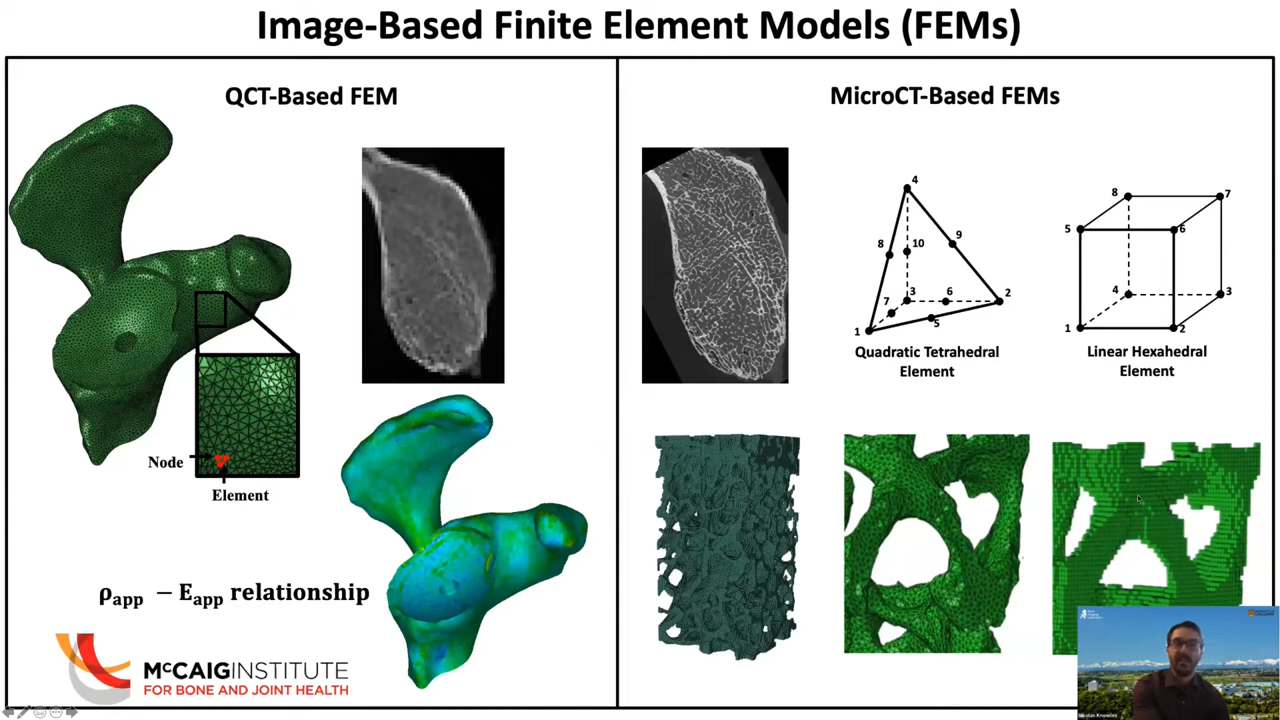 Image-Based Finite Element Models (FEMs)
QCT-Based FEM
Node
Element
ρapp − Eapp relationship
McCAIG INSTITUTE
FOR BONE AND JOINT HEALTH
MicroCT-Based FEMs
4
8
10
9
3
7
6
2
5
1
Quadratic Tetrahedral
Element
8
7
5
6
4
3
1
2
Linear Hexahedral
Element
Nicolas Knowles